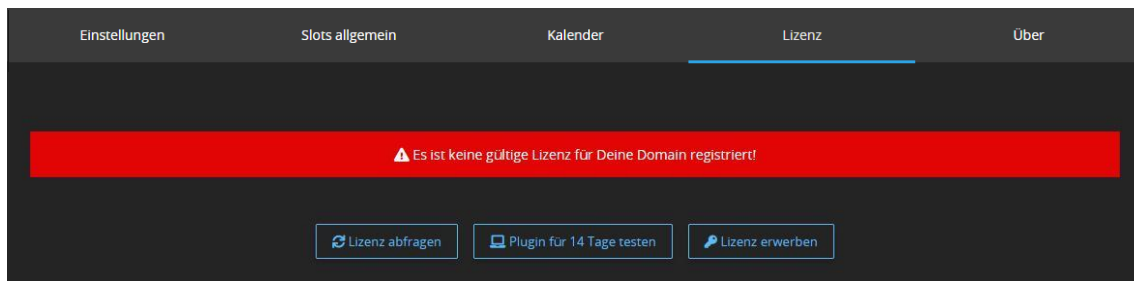 Einstellungen Slots allgemein Kalender Lizenz Über
Es ist keine gültige Lizenz für Deine Domain registriert!
Lizenz abfragen Plugin für 14 Tage testen Lizenz erwerben